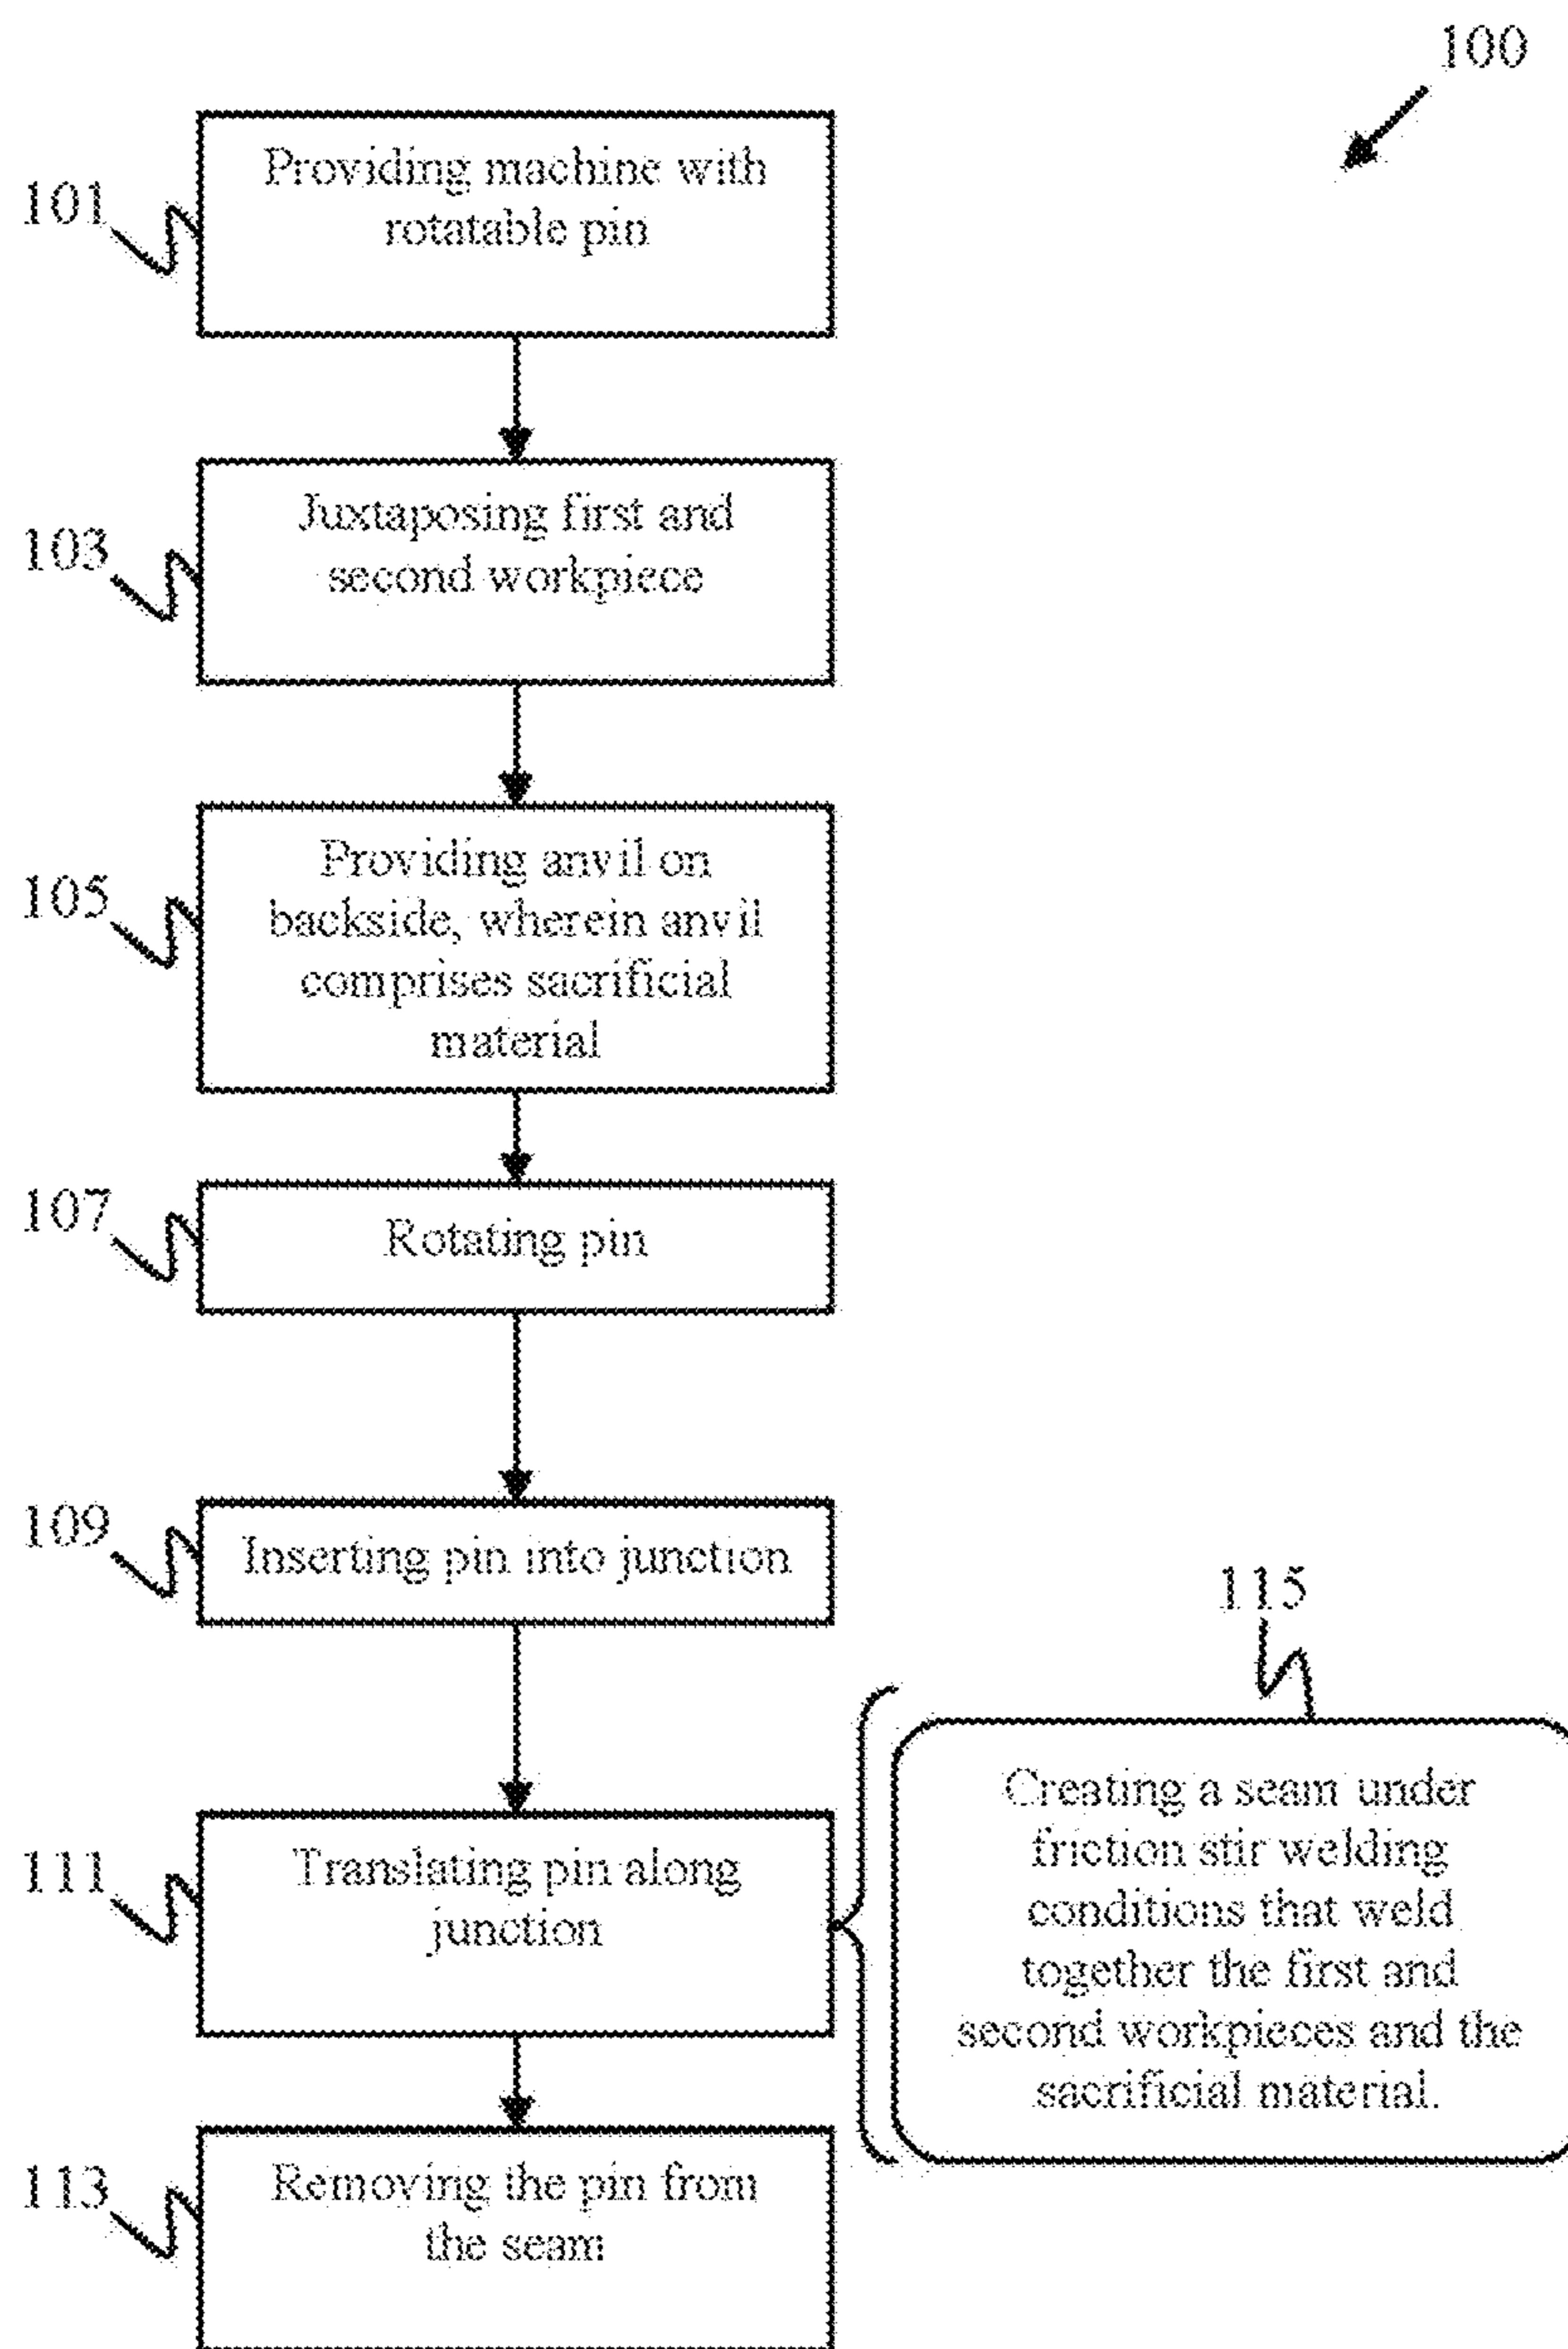 100
101
Providing machine with
rotatable pin
103
Juxtaposing first and
second workpiece
105
Providing anvil on
backside, wherein anvil
comprises sacrificial
material
107
Rotating pin
109
Inserting pin into junction
111
Translating pin along
junction
115
Creating a seam under
friction stir welding
conditions that weld
together the first and
second workpieces and the
sacrificial material.
113
Removing the pin from
the seam